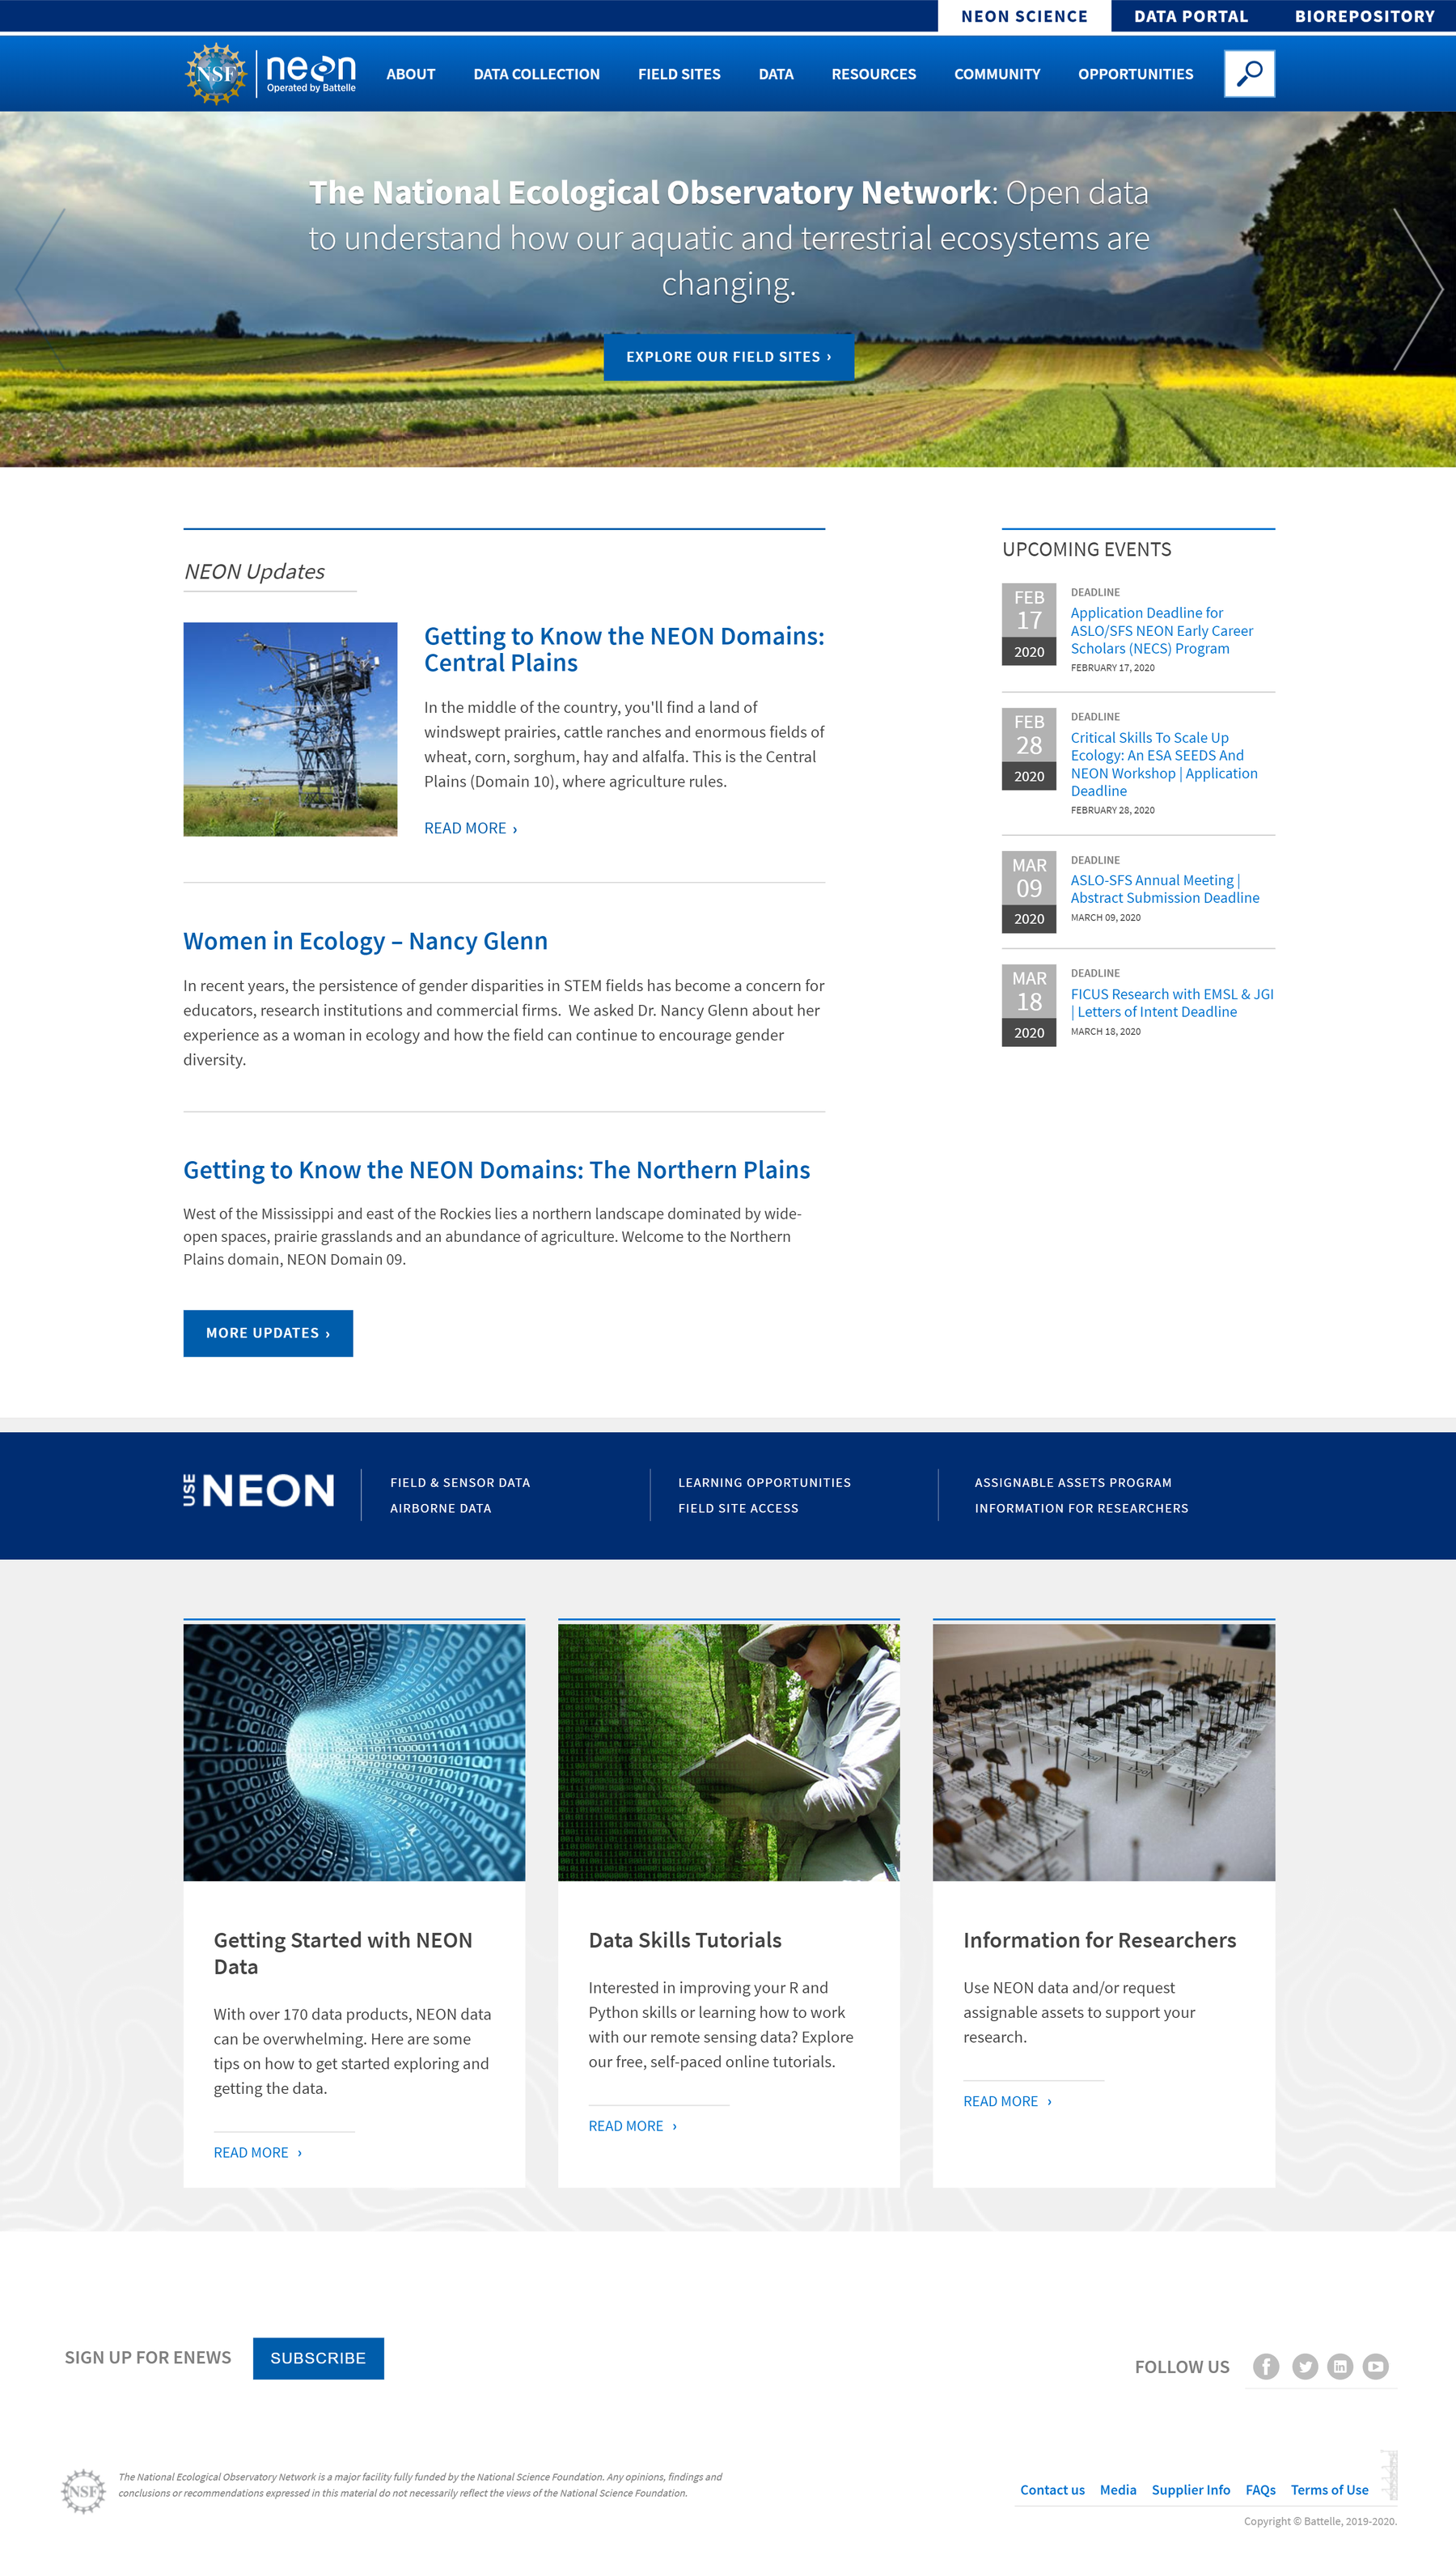 NEON SCIENCE DATA PORTAL BIOREPOSITORY
NSF neon
Operated by Battelle
ABOUT DATA COLLECTION FIELD SITES DATA RESOURCES COMMUNITY OPPORTUNITIES
The National Ecological Observatory Network: Open data
to understand how our aquatic and terrestrial ecosystems are
changing.
EXPLORE OUR FIELD SITES ›
NEON Updates
Getting to Know the NEON Domains:
Central Plains
In the middle of the country, you'll find a land of
windswept prairies, cattle ranches and enormous fields of
wheat, corn, sorghum, hay and alfalfa. This is the Central
Plains (Domain 10), where agriculture rules.
READ MORE ›
Women in Ecology – Nancy Glenn
In recent years, the persistence of gender disparities in STEM fields has become a concern for
educators, research institutions and commercial firms.  We asked Dr. Nancy Glenn about her
experience as a woman in ecology and how the field can continue to encourage gender
diversity.
Getting to Know the NEON Domains: The Northern Plains
West of the Mississippi and east of the Rockies lies a northern landscape dominated by wide-
open spaces, prairie grasslands and an abundance of agriculture. Welcome to the Northern
Plains domain, NEON Domain 09.
MORE UPDATES ›
UPCOMING EVENTS
FEB
17
2020
DEADLINE
Application Deadline for
ASLO/SFS NEON Early Career
Scholars (NECS) Program
FEBRUARY 17, 2020
FEB
28
2020
DEADLINE
Critical Skills To Scale Up
Ecology: An ESA SEEDS And
NEON Workshop | Application
Deadline
FEBRUARY 28, 2020
MAR
09
2020
DEADLINE
ASLO-SFS Annual Meeting |
Abstract Submission Deadline
MARCH 09, 2020
MAR
18
2020
DEADLINE
FICUS Research with EMSL & JGI
| Letters of Intent Deadline
MARCH 18, 2020
USE NEON
FIELD & SENSOR DATA
AIRBORNE DATA
LEARNING OPPORTUNITIES
FIELD SITE ACCESS
ASSIGNABLE ASSETS PROGRAM
INFORMATION FOR RESEARCHERS
Getting Started with NEON
Data
With over 170 data products, NEON data
can be overwhelming. Here are some
tips on how to get started exploring and
getting the data.
READ MORE ›
Data Skills Tutorials
Interested in improving your R and
Python skills or learning how to work
with our remote sensing data? Explore
our free, self-paced online tutorials.
READ MORE ›
Information for Researchers
Use NEON data and/or request
assignable assets to support your
research.
READ MORE ›
SIGN UP FOR ENEWS SUBSCRIBE
FOLLOW US
NSF
The National Ecological Observatory Network is a major facility fully funded by the National Science Foundation. Any opinions, findings and
conclusions or recommendations expressed in this material do not necessarily reflect the views of the National Science Foundation.
Contact us Media Supplier Info FAQs Terms of Use
Copyright © Battelle, 2019-2020.